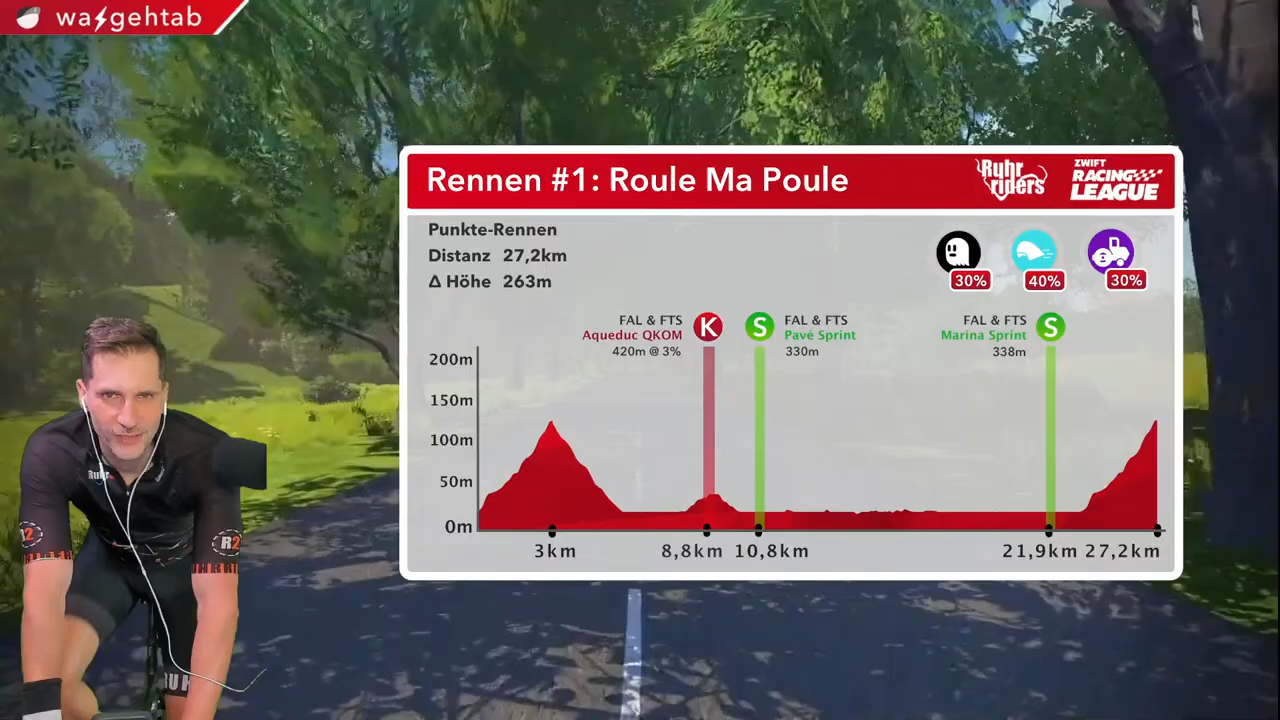 wa⚡gehtab
Rennen #1: Roule Ma Poule
Ruhr
riders
ZWIFT
RACING
LEAGUE
Punkte-Rennen
Distanz 27,2km
Δ Höhe 263m
30%
40%
30%
FAL & FTS
Aqueduc QKOM
420m @ 3%
K
S
FAL & FTS
Pavé Sprint
330m
FAL & FTS
Marina Sprint
338m
S
200m
150m
100m
50m
0m
3km
8,8km
10,8km
21,9km
27,2km
Ruhr
R2